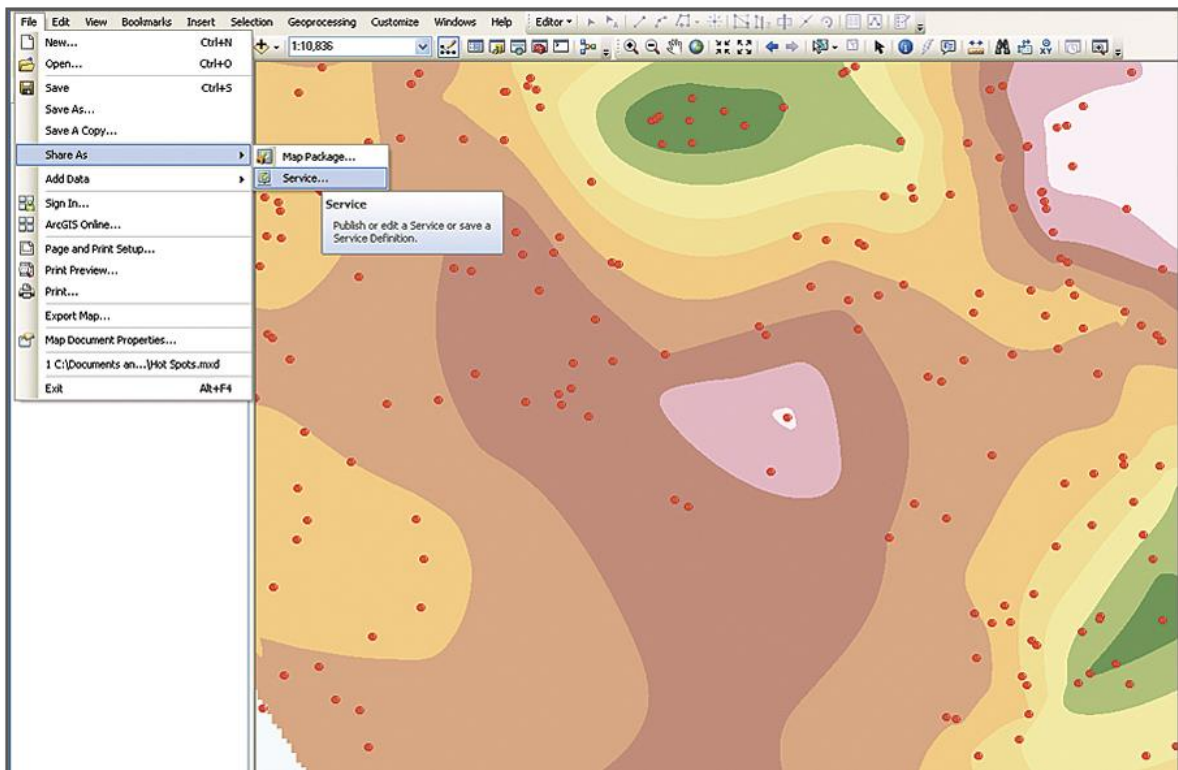 File Edit View Bookmarks Insert Selection Geoprocessing Customize Windows Help Editor
New... Ctrl+N
1:10,836
Open... Ctrl+O
Save Ctrl+S
Save As...
Save A Copy...
Share As
Map Package...
Add Data
Service...
Sign In...
Service
ArcGIS Online...
Publish or edit a Service or save a
Service Definition.
Page and Print Setup...
Print Preview...
Print...
Export Map...
Map Document Properties...
1 C:\Documents an...\Hot Spots.mxd
Exit Alt+F4